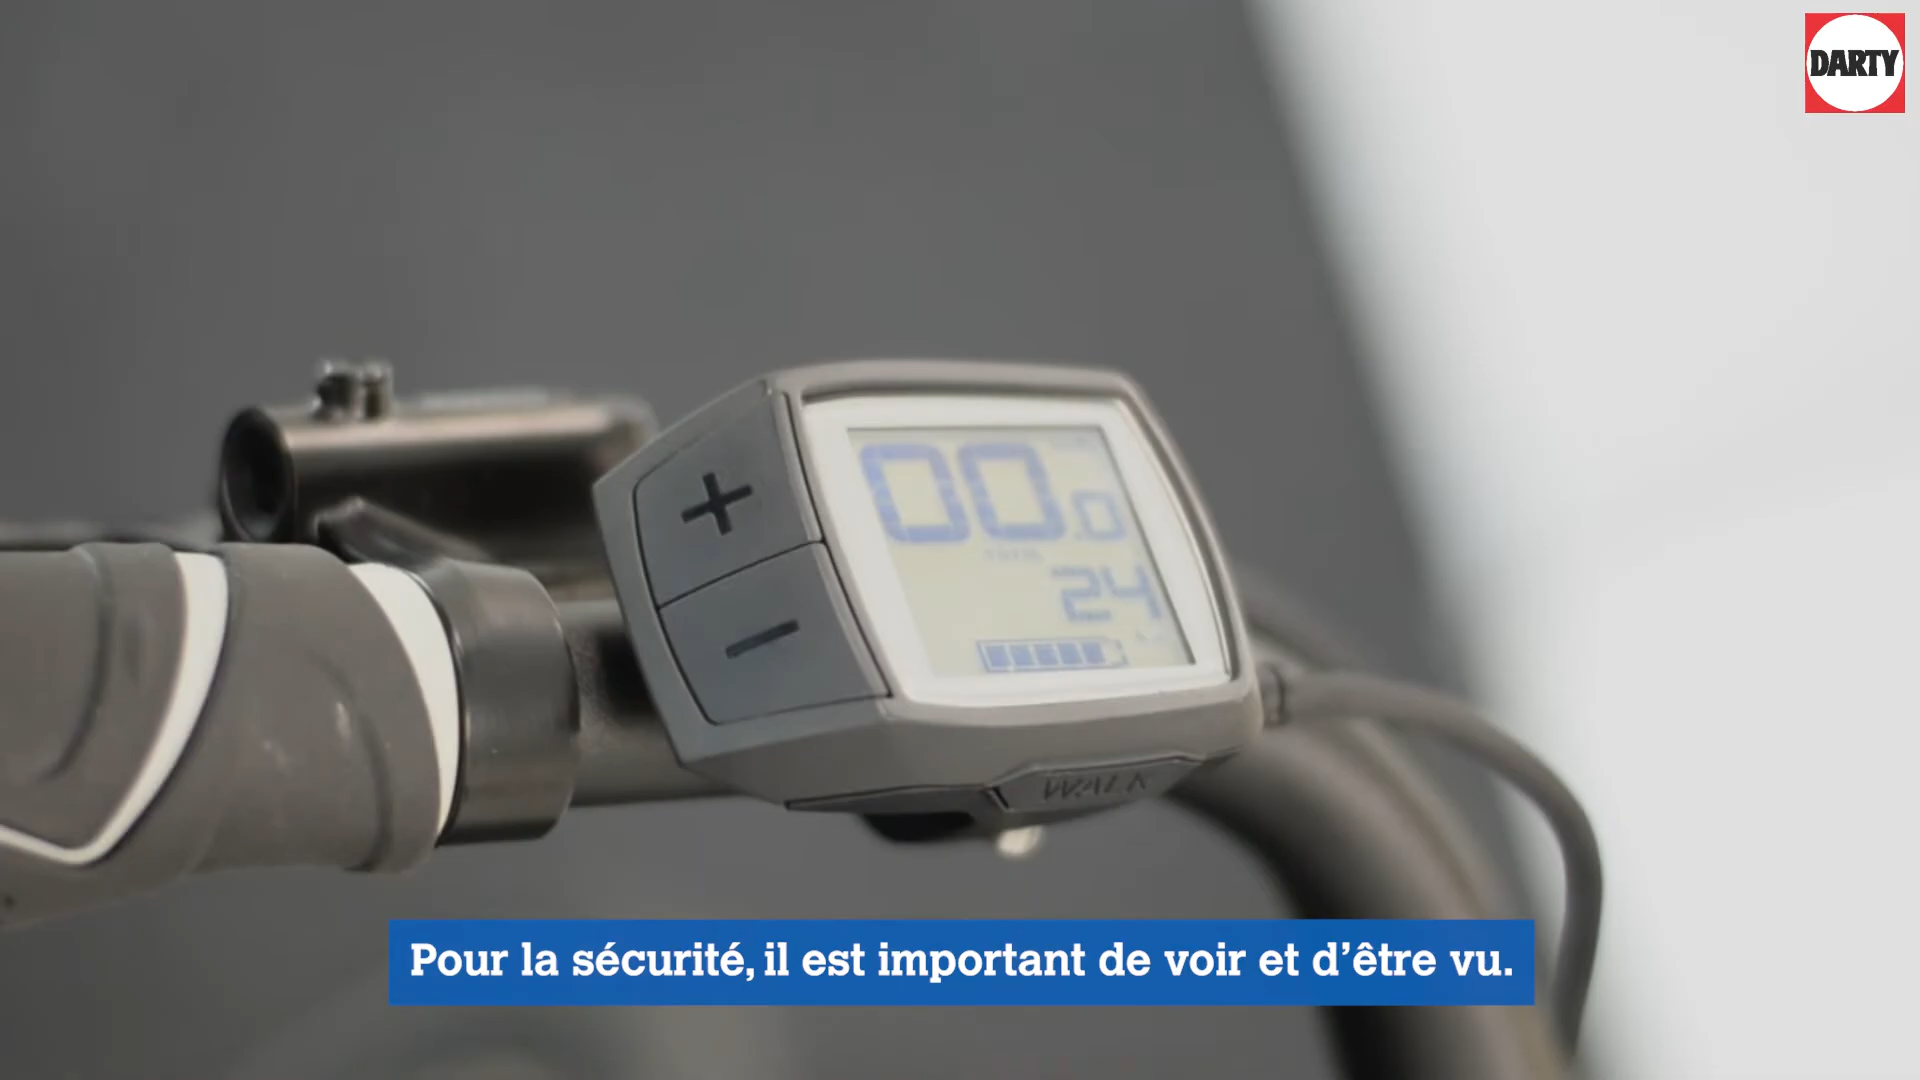 DARTY
+
00.0
24
-
WALK
Pour la sécurité, il est important de voir et d’être vu.